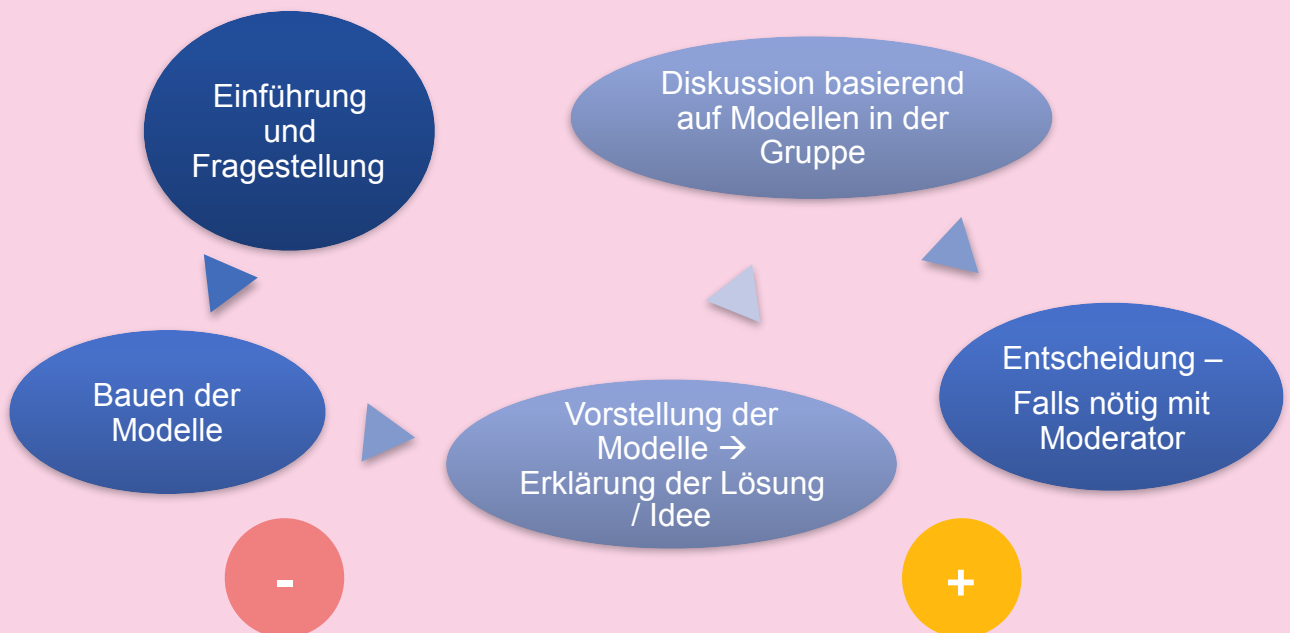 Einführung
und
Fragestellung
Bauen der
Modelle
Vorstellung der
Modelle →
Erklärung der Lösung
/ Idee
Diskussion basierend
auf Modellen in der
Gruppe
Entscheidung –
Falls nötig mit
Moderator
-
+